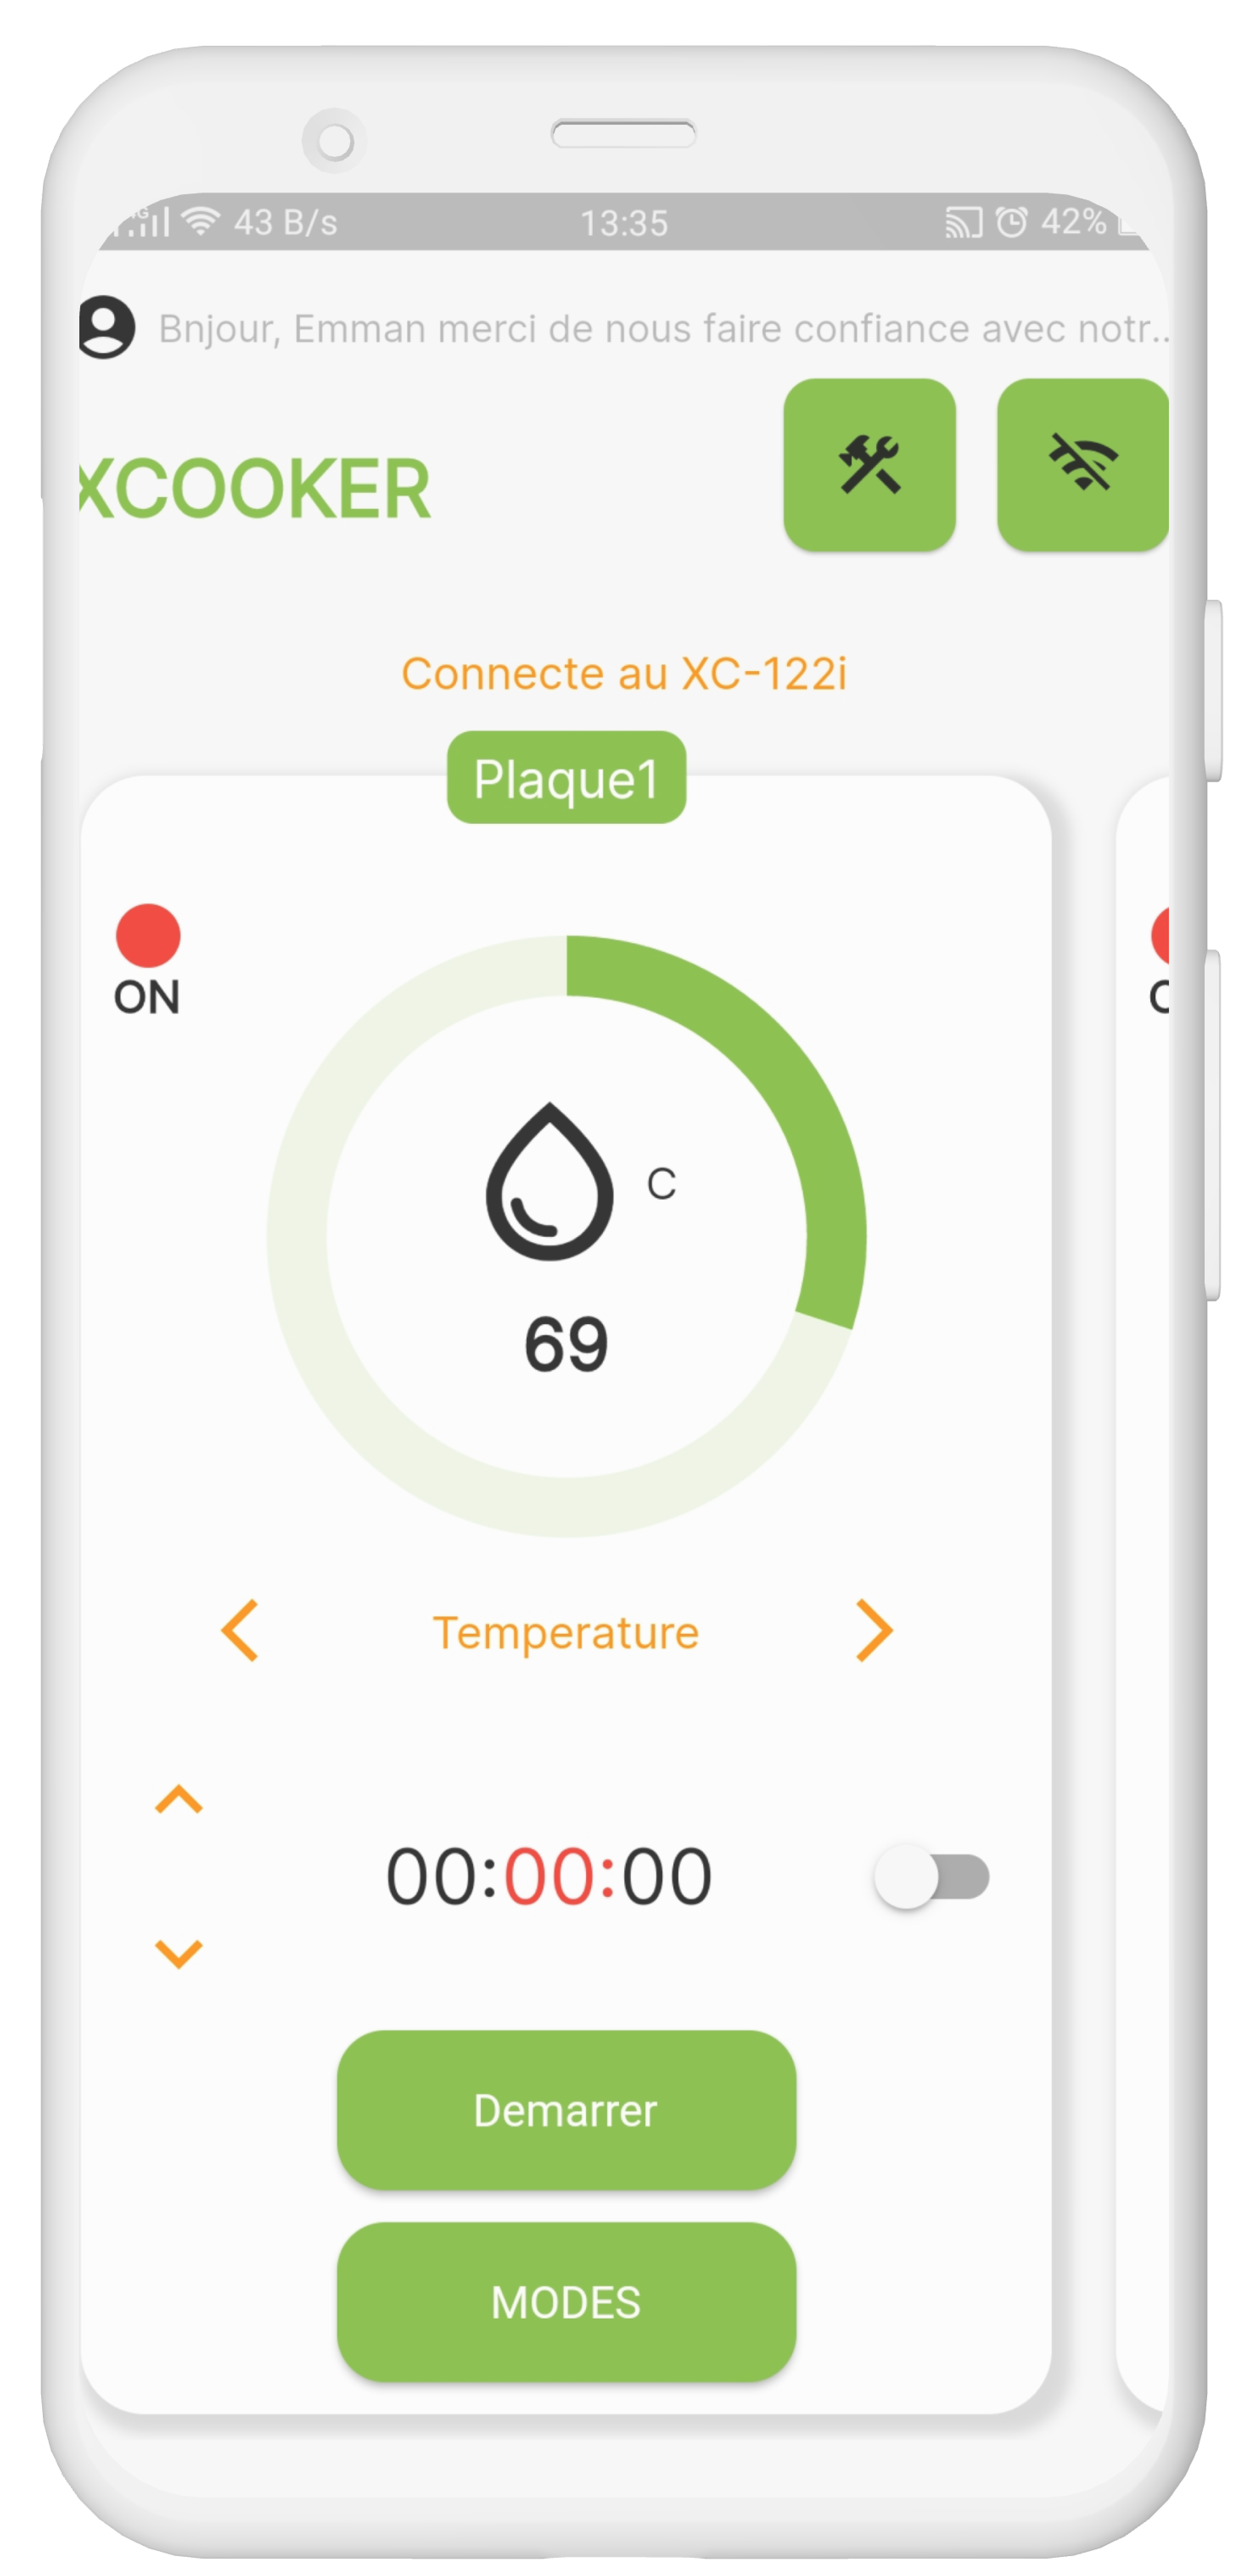 4G 43 B/s 13:35 42%
Bnjour, Emman merci de nous faire confiance avec notr..
XCOOKER
Connecte au XC-122i
Plaque1
ON
C
69
Temperature
00:00:00
Demarrer
MODES